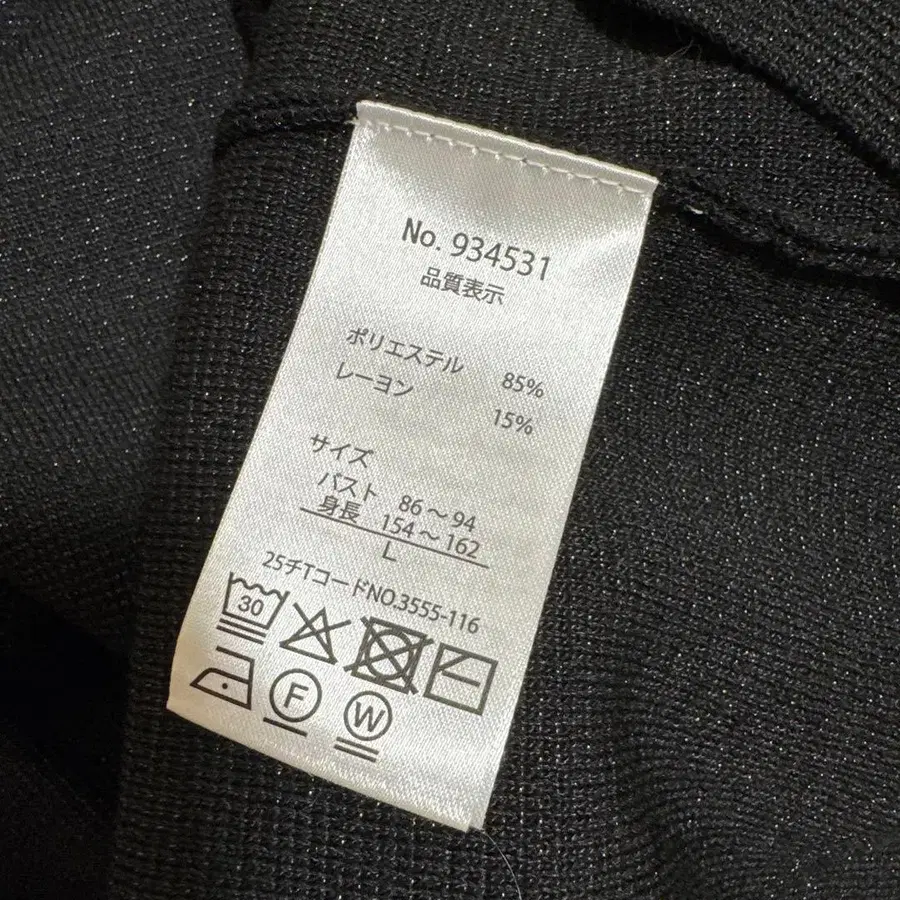 No. 934531
品質表示
ポリエステル 85%
レーヨン 15%
サイズ
バスト 86～94
身長 154～162
L
25チTコードNO.3555-116
30
F
W